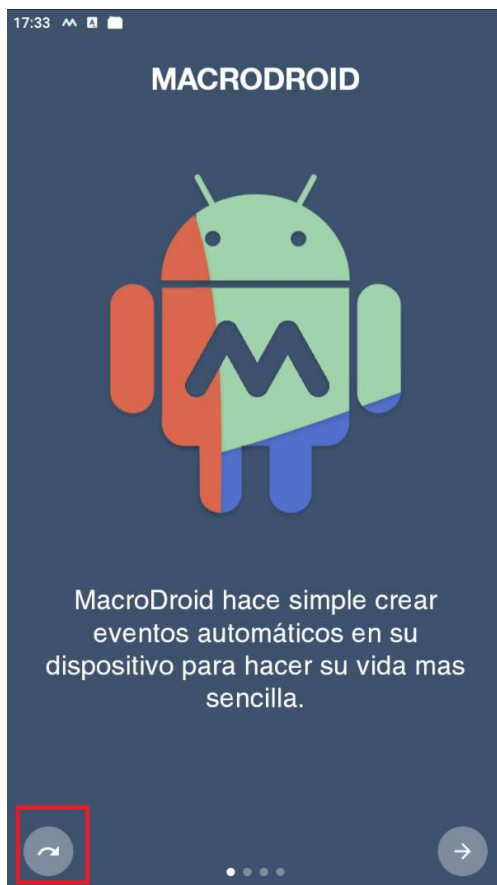 17:33
MACRODROID
MacroDroid hace simple crear
eventos automáticos en su
dispositivo para hacer su vida mas
sencilla.